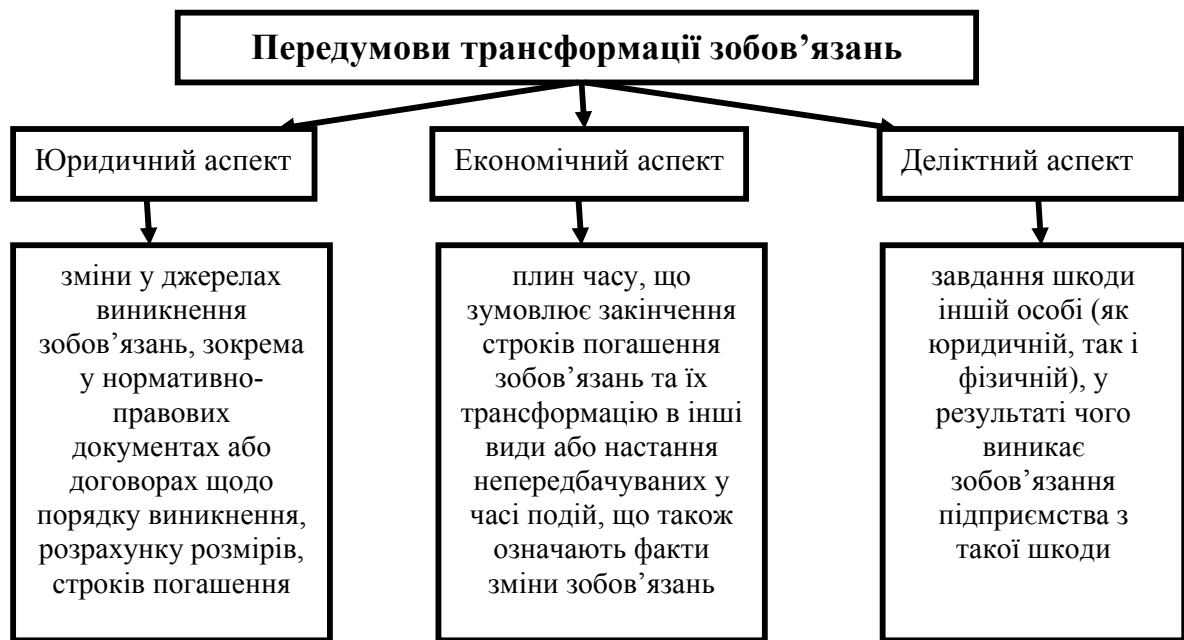 Передумови трансформації зобов’язань
Юридичний аспект
Економічний аспект
Деліктний аспект
зміни у джерелах
виникнення
зобов’язань, зокрема
у нормативно-
правових
документах або
договорах щодо
порядку виникнення,
розрахунку розмірів,
строків погашення
плин часу, що
зумовлює закінчення
строків погашення
зобов’язань та їх
трансформацію в інші
види або настання
непередбачуваних у
часі подій, що також
означають факти
зміни зобов’язань
завдання шкоди
іншій особі (як
юридичній, так і
фізичній), у
результаті чого
виникає
зобов’язання
підприємства з
такої шкоди